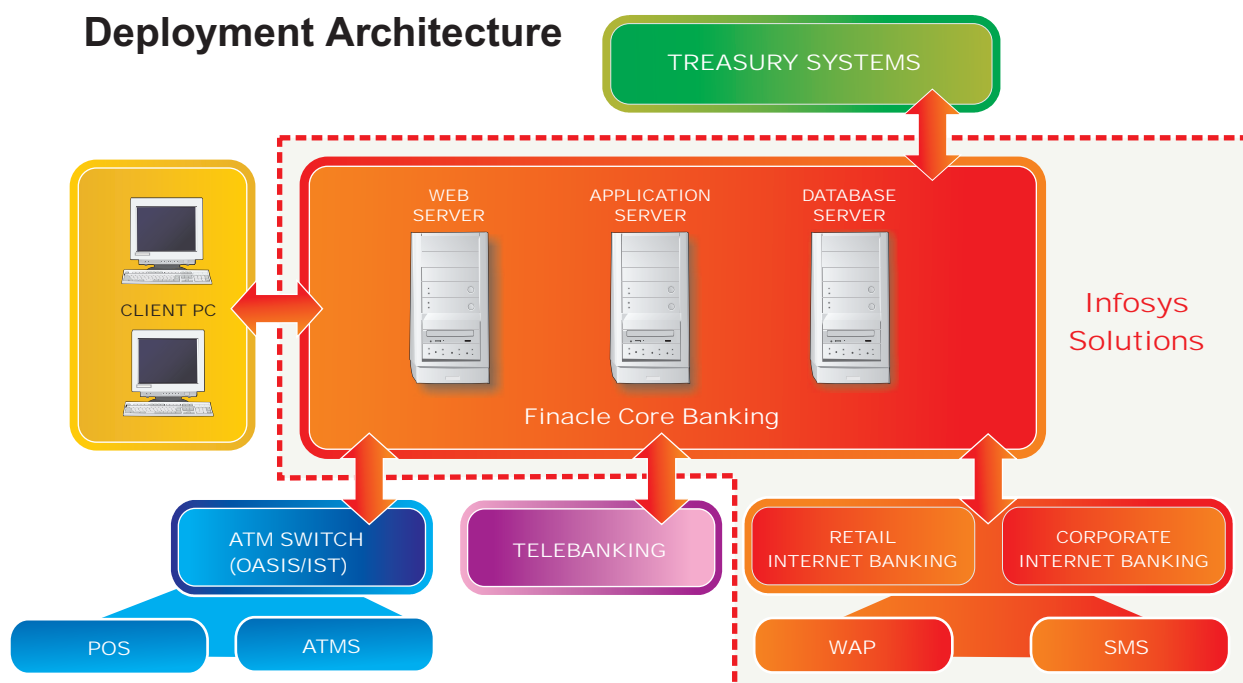 Deployment Architecture
TREASURY SYSTEMS
WEB
SERVER
APPLICATION
SERVER
DATABASE
SERVER
CLIENT PC
Infosys
Solutions
Finacle Core Banking
ATM SWITCH
(OASIS/IST)
TELEBANKING
RETAIL
INTERNET BANKING
CORPORATE
INTERNET BANKING
POS
ATMS
WAP
SMS